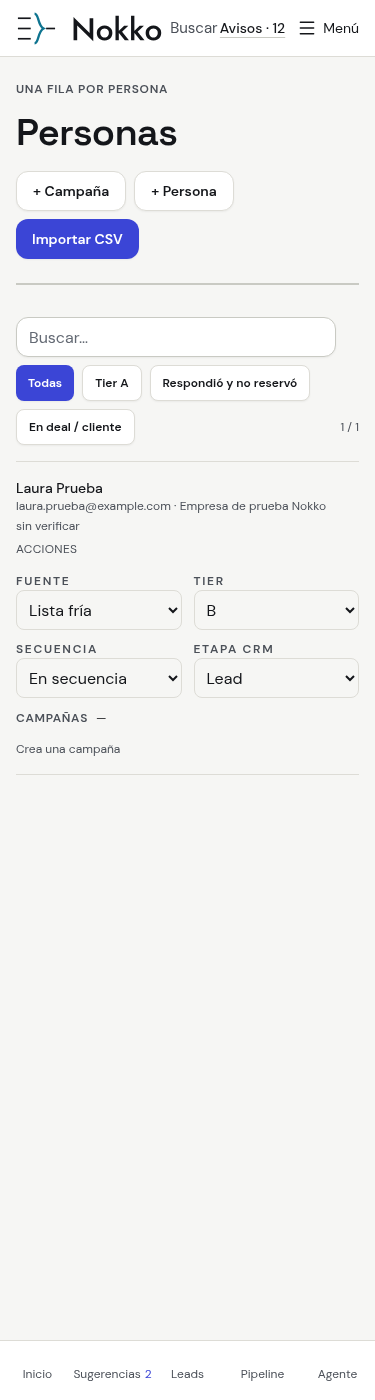 Nokko Buscar Avisos · 12 Menú
UNA FILA POR PERSONA
Personas
+ Campaña + Persona
Importar CSV
Buscar...
Todas Tier A Respondió y no reservó
En deal / cliente 1 / 1
Laura Prueba
laura.prueba@example.com · Empresa de prueba Nokko
sin verificar
ACCIONES
FUENTE TIER
Lista fría B
SECUENCIA ETAPA CRM
En secuencia Lead
CAMPAÑAS —
Crea una campaña
Inicio Sugerencias 2 Leads Pipeline Agente